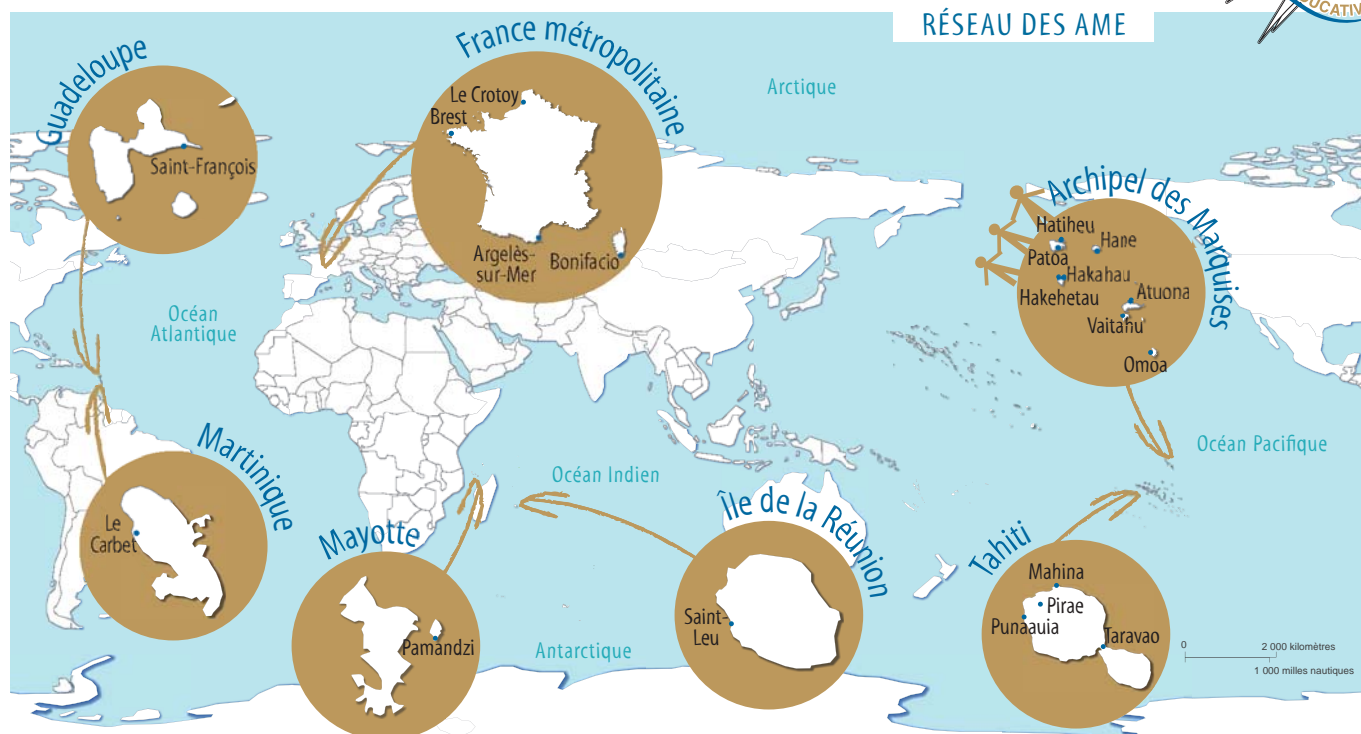 UCATIV
RÉSEAU DES AME
Guadeloupe
Saint-François
France métropolitaine
Le Crotoy
Brest
Argelès-
sur-Mer
Bonifacio
Arctique
Archipel des Marquises
Hatiheu
Hane
Patoa
Hakahau
Hakehetau
Atuona
Vaitahu
Omoa
Océan
Atlantique
Océan Pacifique
Martinique
Le
Carbet
Mayotte
Pamandzi
Océan Indien
Île de la Réunion
Saint-
Leu
Antarctique
Tahiti
Mahina
Pirae
Punaauia
Taravao
0
2 000 kilomètres
1 000 milles nautiques